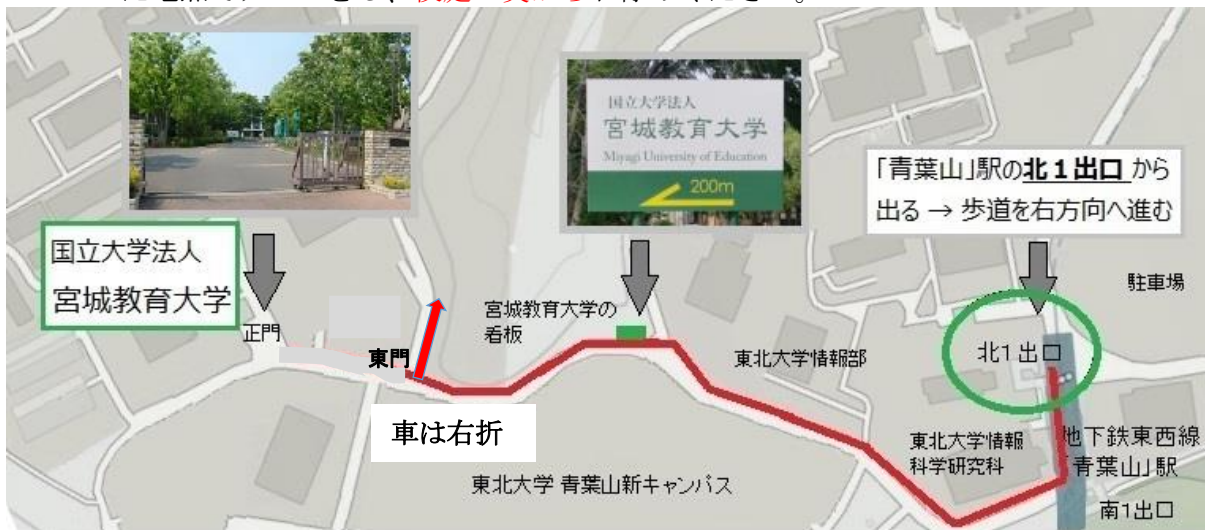 国立大学法人
宮城教育大学
Miyagi University of Education
200m
「青葉山」駅の北1出口 から
出る → 歩道を右方向へ進む
国立大学法人
宮城教育大学
正門
東門
車は右折
宮城教育大学の
看板
東北大学情報部
駐車場
北1出口
東北大学情報
科学研究科
地下鉄東西線
「青葉山」駅
南1出口
東北大学 青葉山新キャンパス